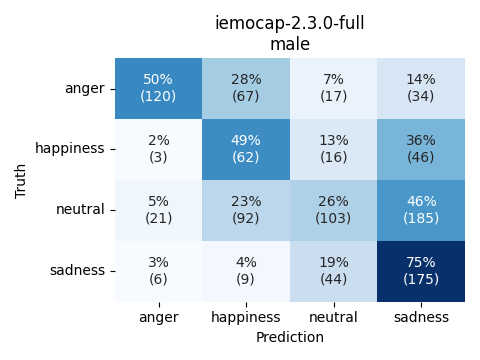 iemocap-2.3.0-full
male
Truth
anger
50% 28% 7% 14%
(120) (67) (17) (34)
happiness
2% 49% 13% 36%
(3) (62) (16) (46)
neutral
5% 23% 26% 46%
(21) (92) (103) (185)
sadness
3% 4% 19% 75%
(6) (9) (44) (175)
anger happiness neutral sadness
Prediction